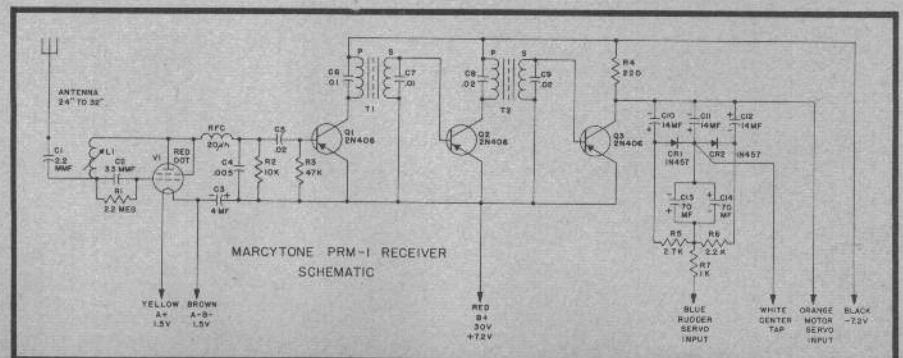 ANTENNA
24" TO 32"
C1
2.2
MMF
L1
C2
3.3 MMF
R1
2.2 MEG
V1
RED
DOT
RFC
20µh
C4
.005
R2
10K
C3
4 MF
C5
.02
R3
47K
Q1
2N406
C6
.01
P
S
C7
.01
T1
Q2
2N406
C8
.02
P
S
C9
.02
T2
Q3
2N406
R4
220
C10
14MF
C11
14MF
C12
14MF
CR1
1N457
CR2
1N457
C13
70
MF
C14
70
MF
R5
2.7K
R6
2.2K
R7
1K
MARCYTONE PRM-1 RECEIVER
SCHEMATIC
YELLOW
A+
1.5V
BROWN
A-B-
1.5V
RED
B+
30V
+7.2V
BLUE
RUDDER
SERVO
INPUT
WHITE
CENTER
TAP
ORANGE
MOTOR
SERVO
INPUT
BLACK
-7.2V